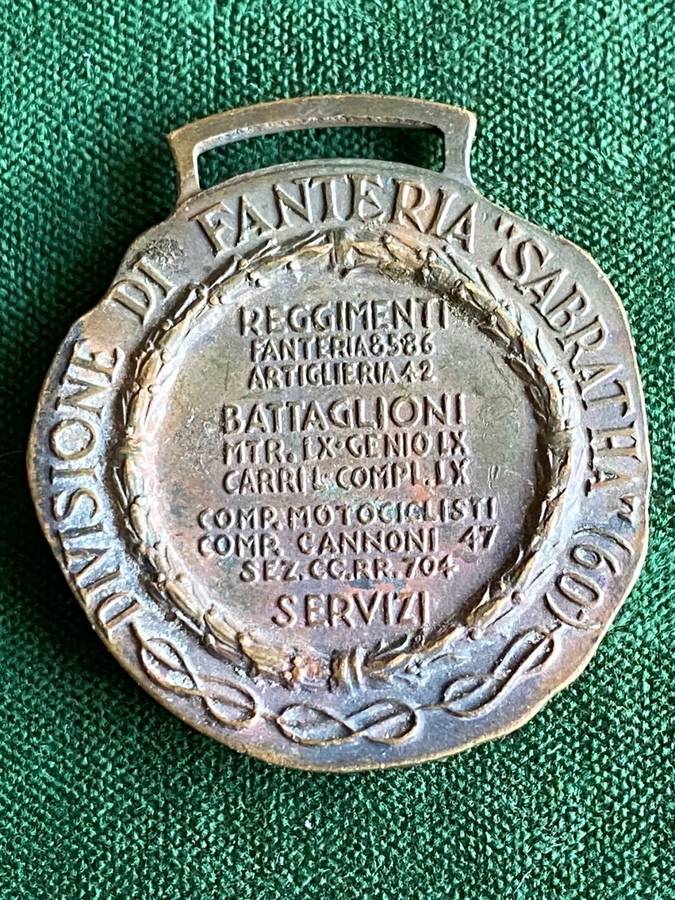 DIVISIONE DI FANTERIA "SABRATHA" (60)
REGGIMENTI
FANTERIA 85 86
ARTIGLIERIA 42
BATTAGLIONI
MTR. LX·GENIO LX
CARRI L·COMPL. LX
COMP. MOTOCICLISTI
COMP. CANNONI 47
SEZ. CC. RR. 704
SERVIZI